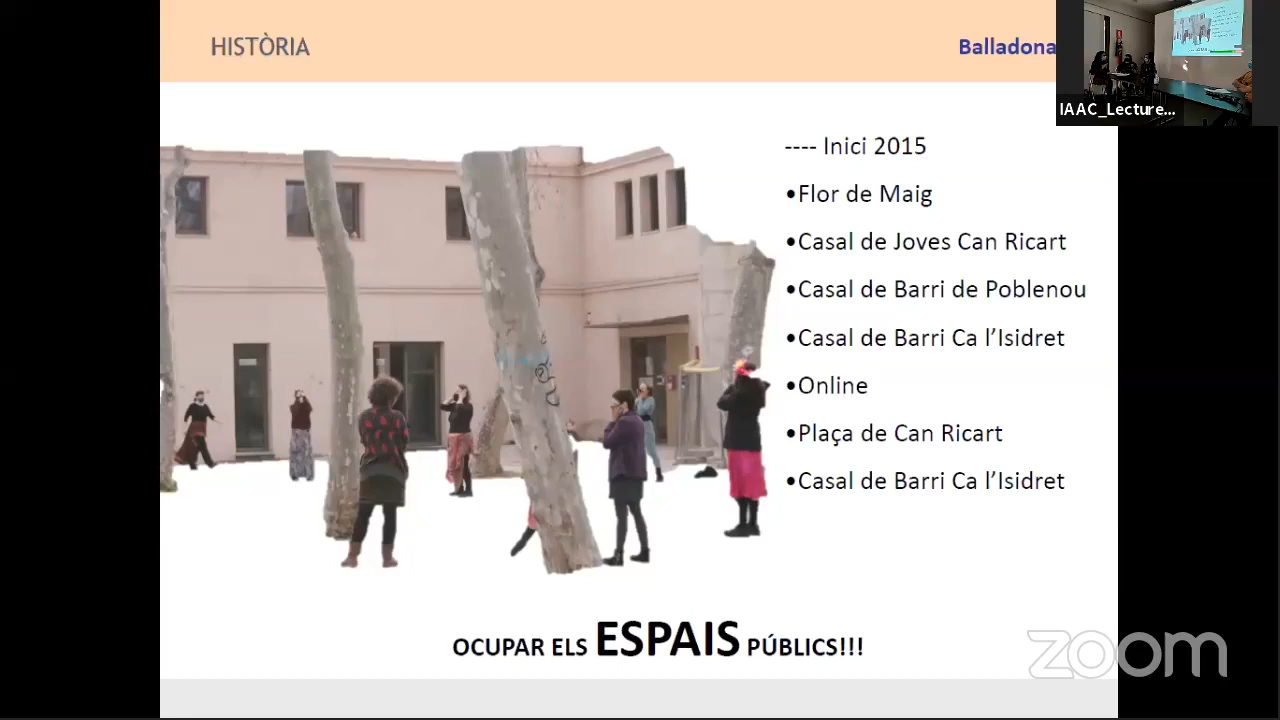 HISTÒRIA
Balladona
IAAC_Lecture...
---- Inici 2015
•Flor de Maig
•Casal de Joves Can Ricart
•Casal de Barri de Poblenou
•Casal de Barri Ca l’Isidret
•Online
•Plaça de Can Ricart
•Casal de Barri Ca l’Isidret
OCUPAR ELS ESPAIS PÚBLICS!!!
zoom